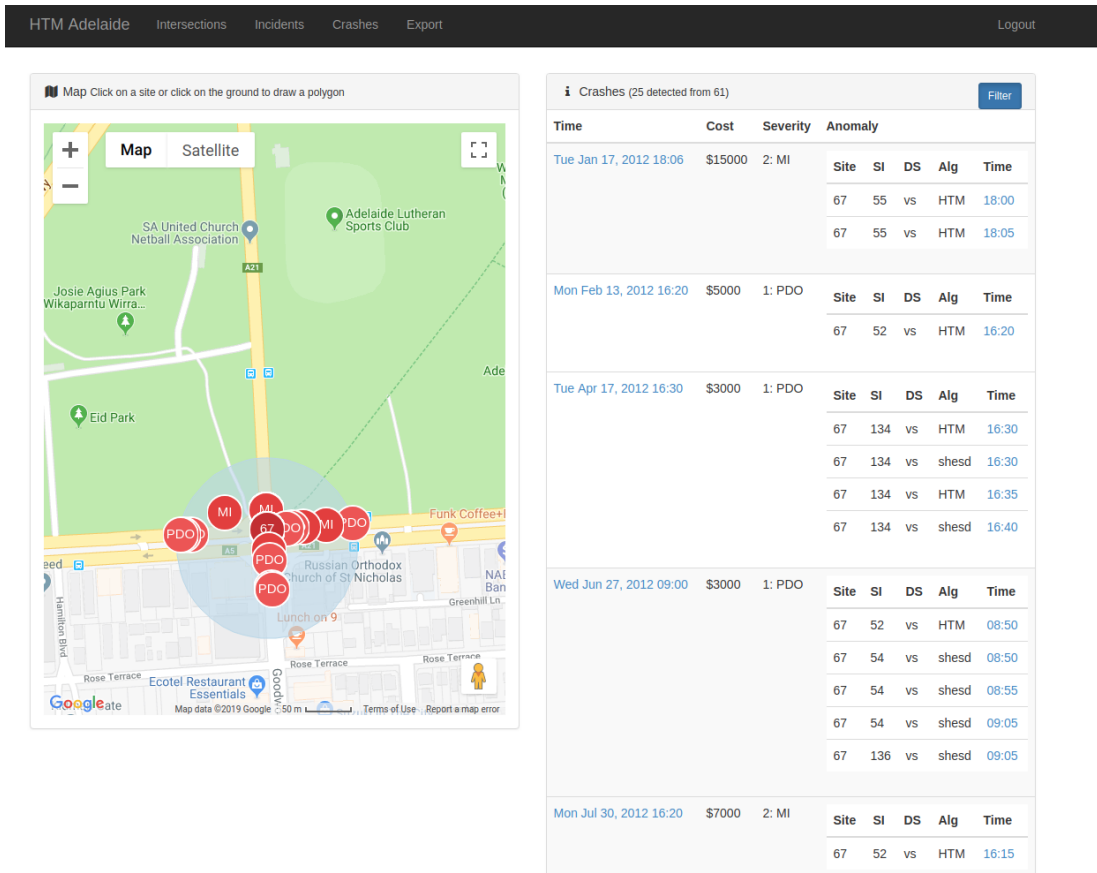 HTM Adelaide Intersections Incidents Crashes Export Logout
Map Click on a site or click on the ground to draw a polygon
Map Satellite
Adelaide Lutheran
Sports Club
SA United Church
Netball Association
A21
Josie Agius Park
Wikaparntu Wirra...
Ade
Eid Park
MI
MI
67
PDO
PDO
MI
PDO
PDO
PDO
A5
A21
Funk Coffee+
Russian Orthodox
Church of St Nicholas
NAB
Ban
Greenhill Ln
Hamilton Blvd
Lunch on 9
Rose Terrace
Rose Terrace
Rose Terrace
Ecotel Restaurant
Essentials
Goodw
Google
Map data ©2019 Google 50 m Terms of Use Report a map error
Crashes (25 detected from 61)
Filter
Time Cost Severity Anomaly
Tue Jan 17, 2012 18:06 $15000 2: MI
Site SI DS Alg Time
67 55 vs HTM 18:00
67 55 vs HTM 18:05
Mon Feb 13, 2012 16:20 $5000 1: PDO
Site SI DS Alg Time
67 52 vs HTM 16:20
Tue Apr 17, 2012 16:30 $3000 1: PDO
Site SI DS Alg Time
67 134 vs HTM 16:30
67 134 vs shesd 16:30
67 134 vs HTM 16:35
67 134 vs shesd 16:40
Wed Jun 27, 2012 09:00 $3000 1: PDO
Site SI DS Alg Time
67 52 vs HTM 08:50
67 54 vs shesd 08:50
67 54 vs shesd 08:55
67 54 vs shesd 09:05
67 136 vs shesd 09:05
Mon Jul 30, 2012 16:20 $7000 2: MI
Site SI DS Alg Time
67 52 vs HTM 16:15